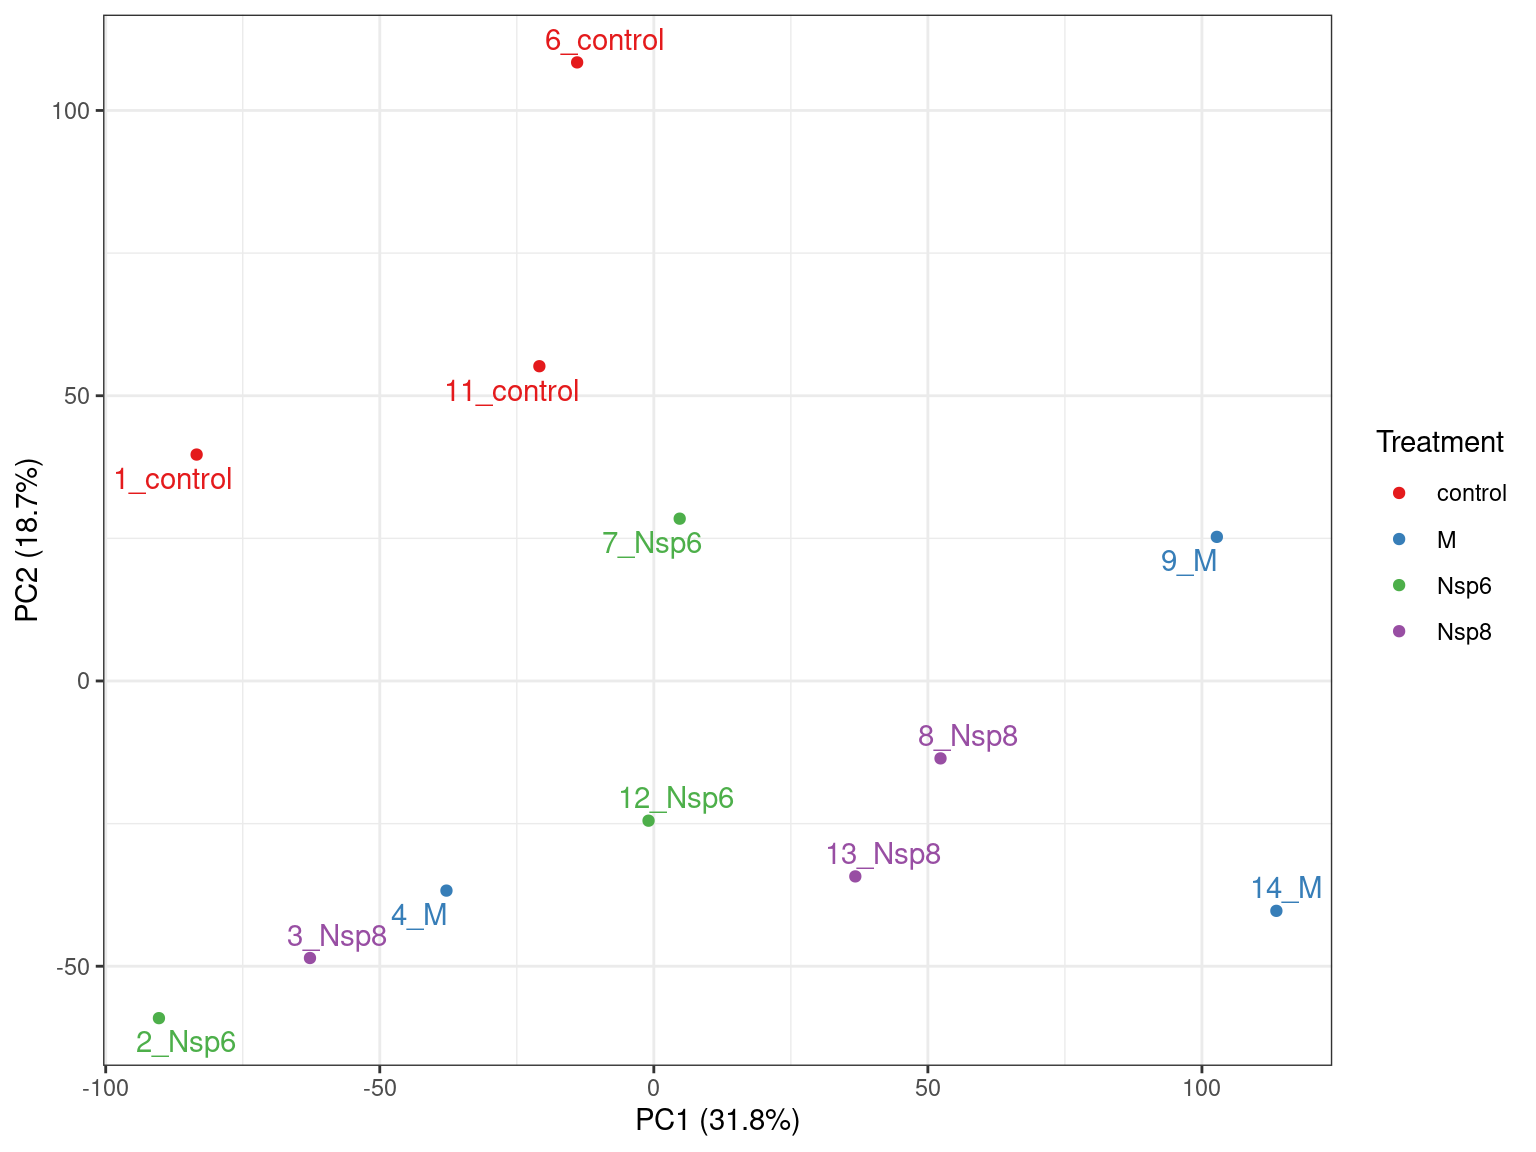 6_control
100
50
11_control
1_control
7_Nsp6
9_M
PC2 (18.7%)
0
8_Nsp8
12_Nsp6
13_Nsp8
14_M
4_M
3_Nsp8
-50
2_Nsp6
-100
-50
0
50
100
PC1 (31.8%)
Treatment
control
M
Nsp6
Nsp8